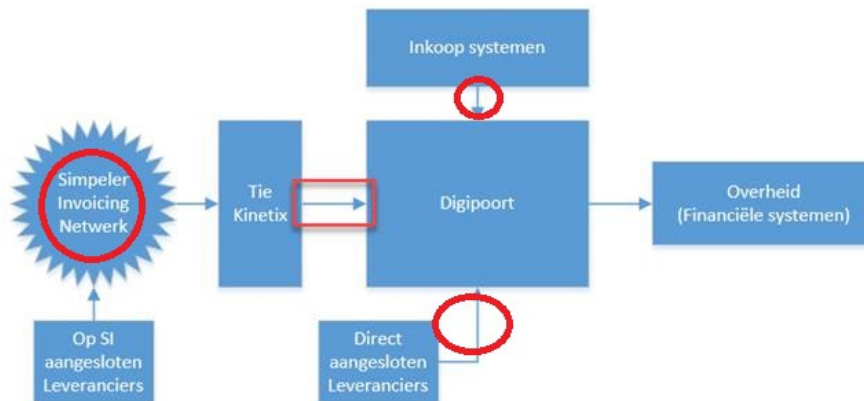 Inkoop systemen
Simpeler
Invoicing
Netwerk
Tie
Kinetix
Digipoort
Overheid
(Financiële systemen)
Op SI
aangesloten
Leveranciers
Direct
aangesloten
Leveranciers